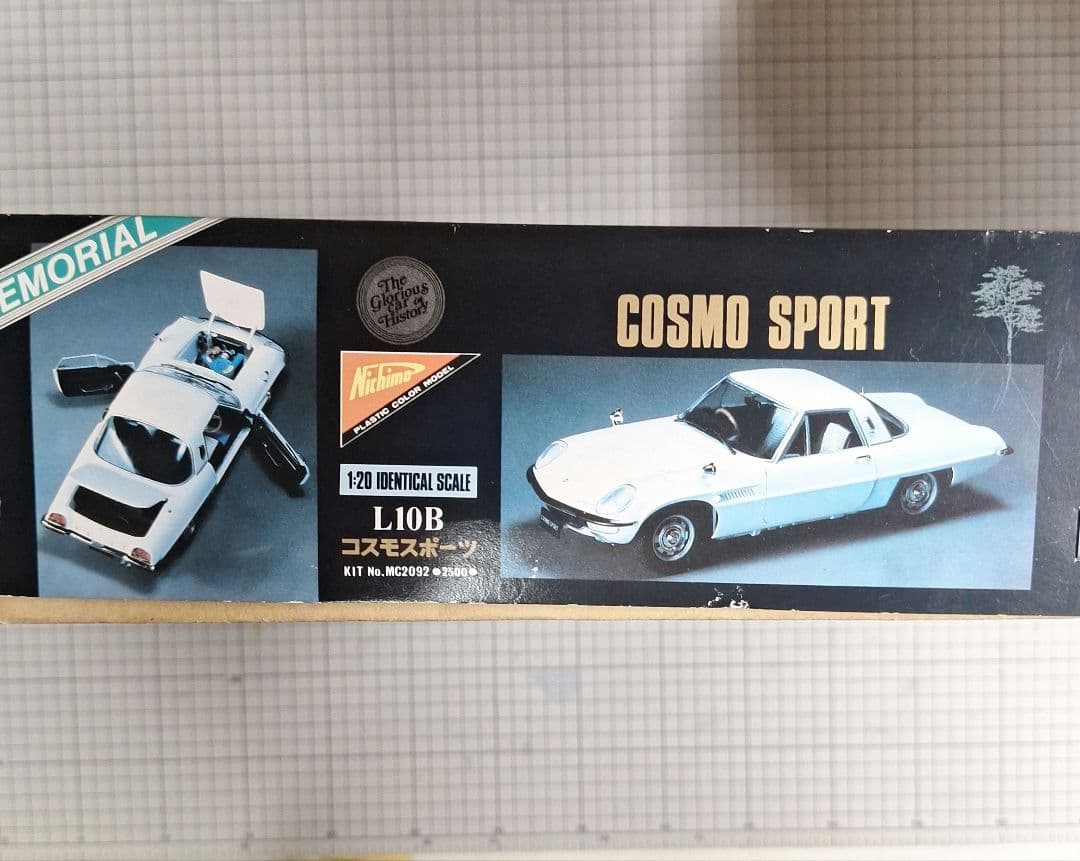 EMORIAL
The
Glorious
car in
History
Nichimo
PLASTIC COLOR MODEL
1:20 IDENTICAL SCALE
L10B
コスモスポーツ
KIT No.MC2092 ●2500●
COSMO SPORT